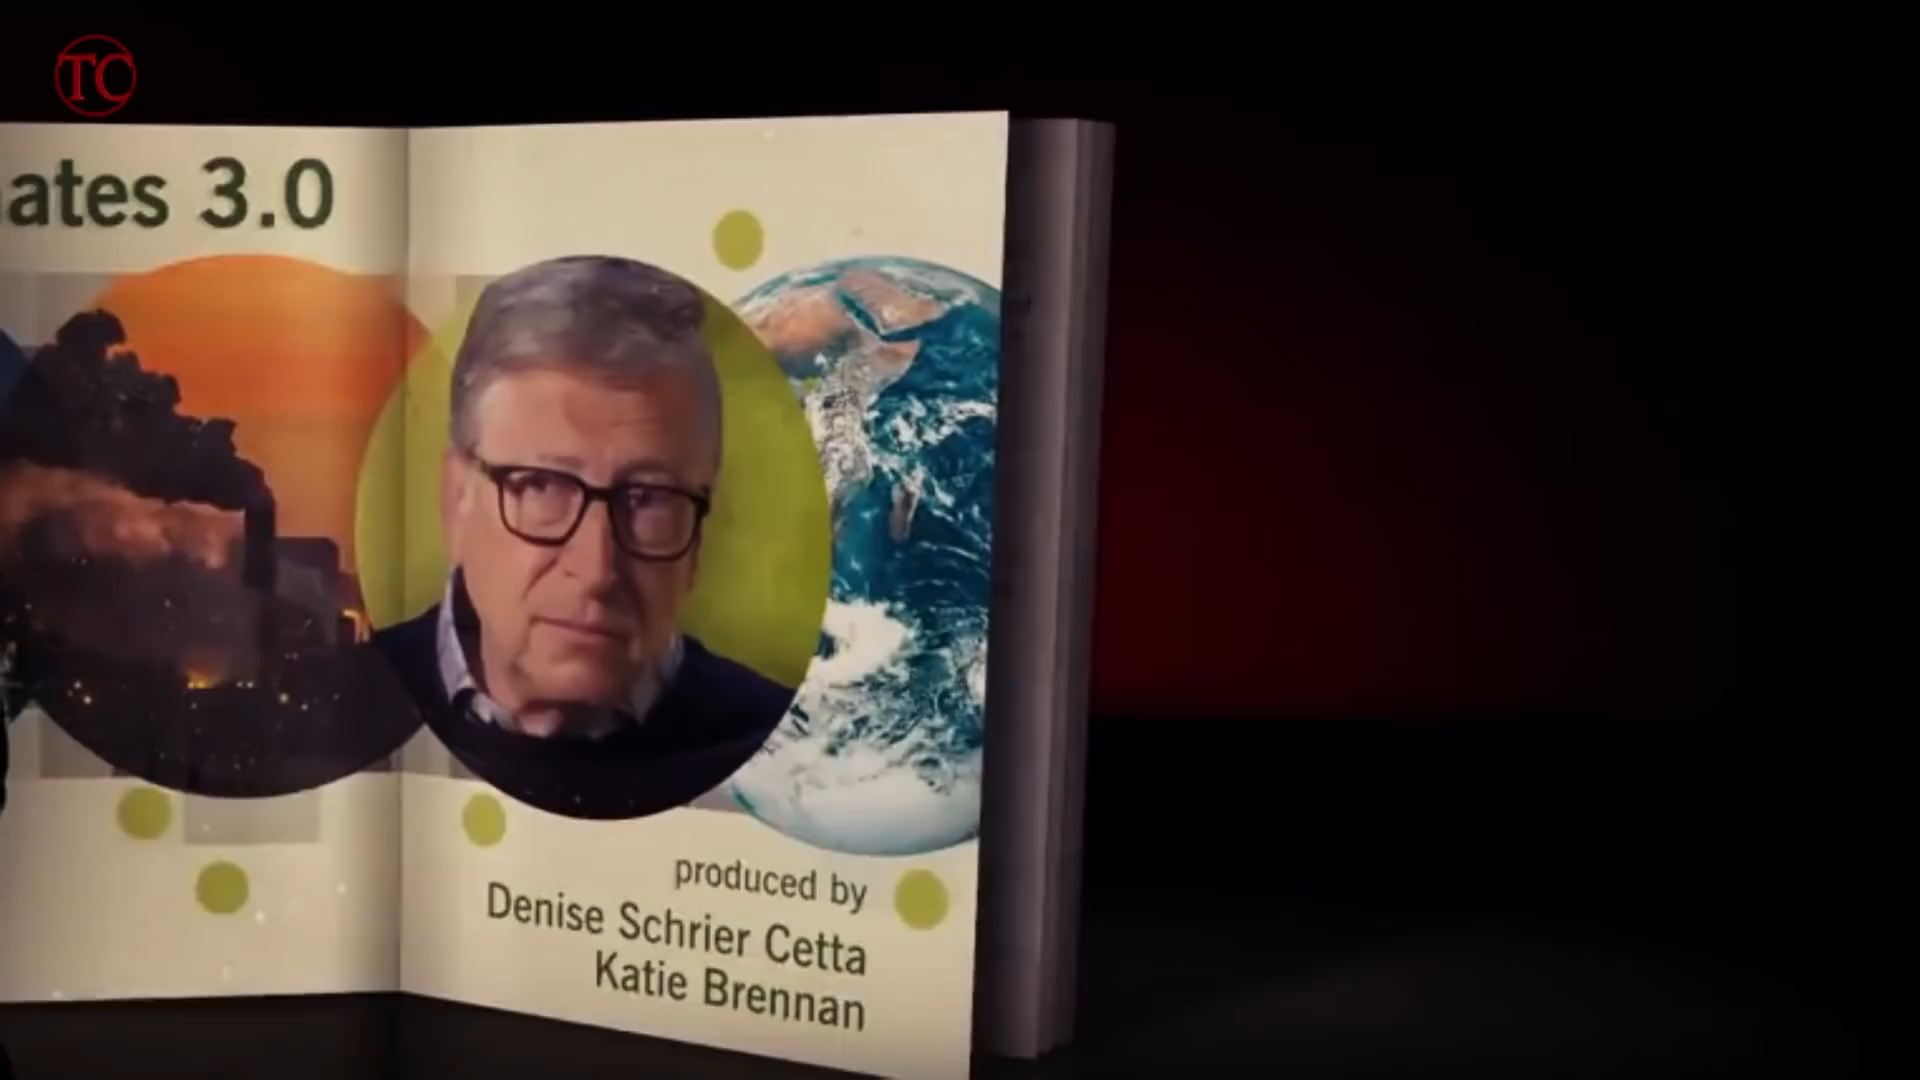 TC
ates 3.0
produced by
Denise Schrier Cetta
Katie Brennan